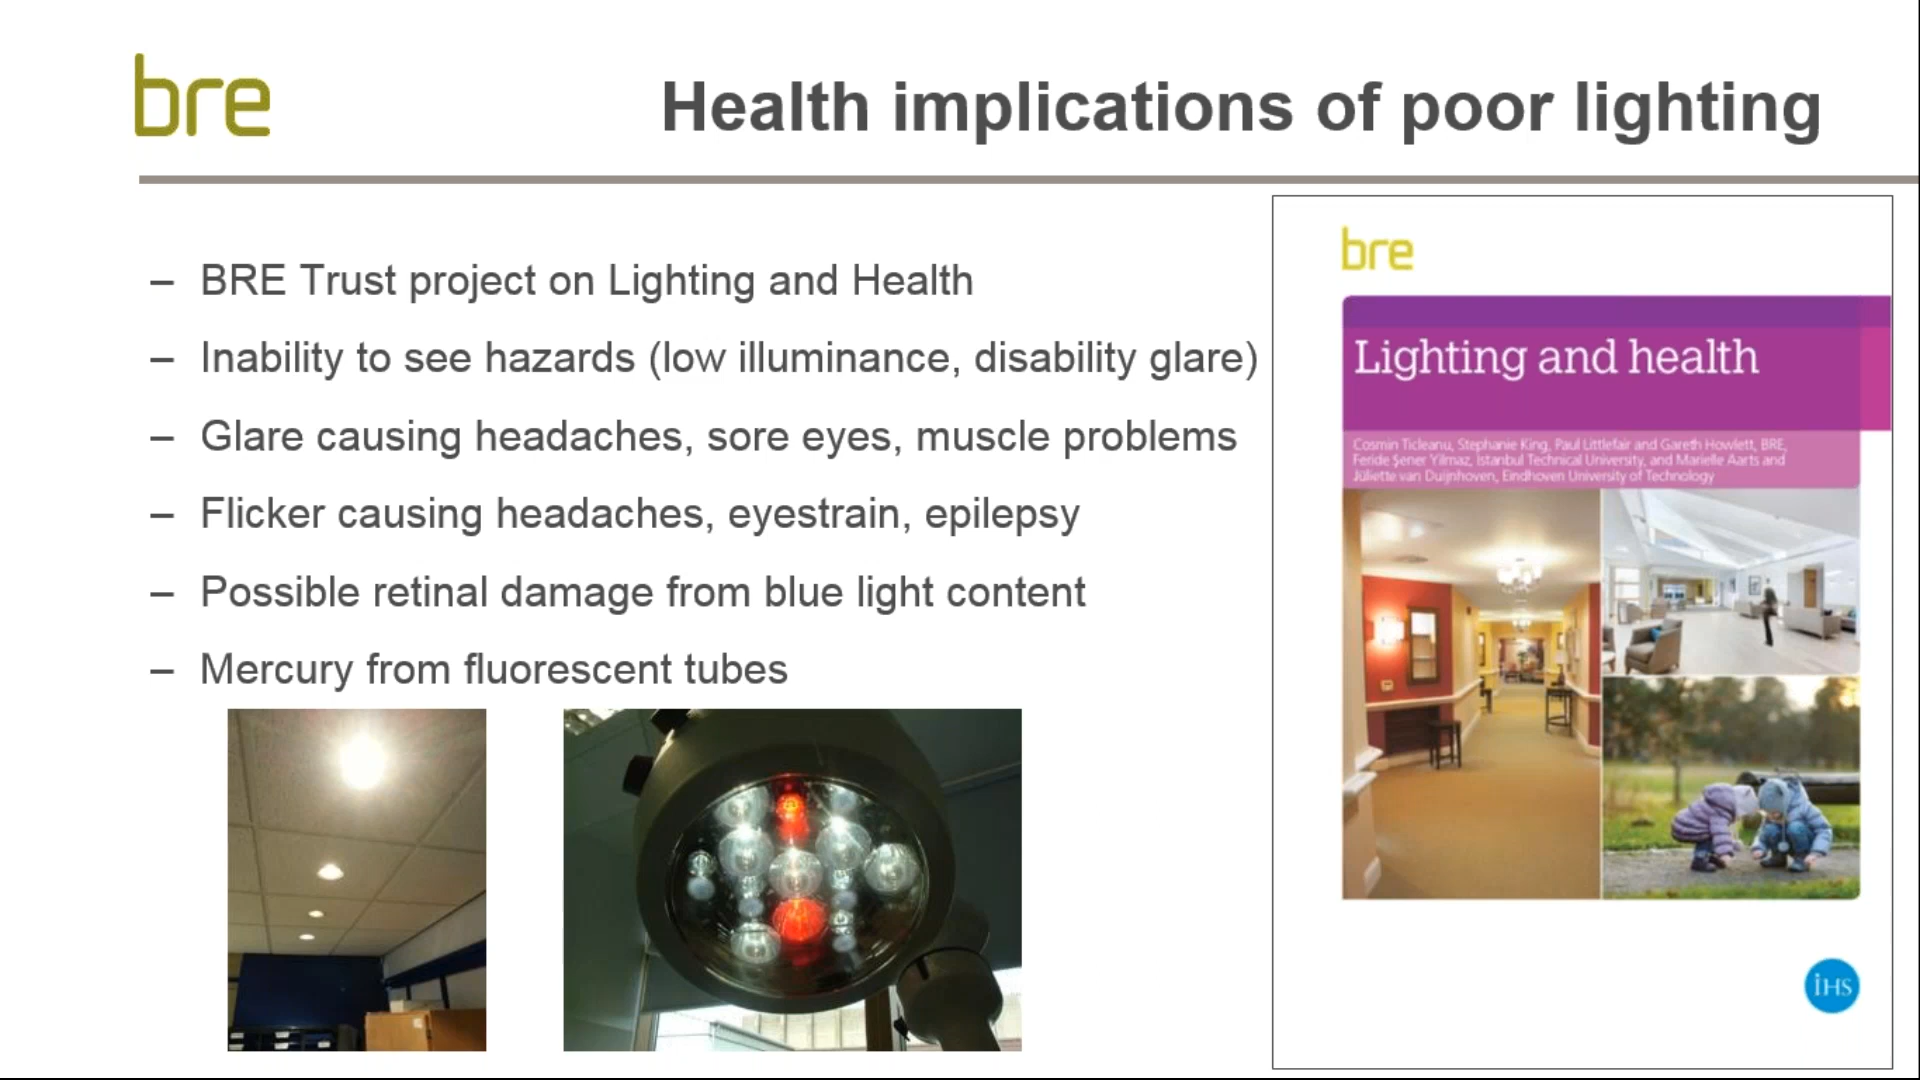 bre
Health implications of poor lighting
– BRE Trust project on Lighting and Health
– Inability to see hazards (low illuminance, disability glare)
– Glare causing headaches, sore eyes, muscle problems
– Flicker causing headaches, eyestrain, epilepsy
– Possible retinal damage from blue light content
– Mercury from fluorescent tubes
bre
Lighting and health
Cosmin Ticleanu, Stephanie King, Paul Littlefair and Gareth Howlett, BRE,
Feride Şener Yilmaz, Istanbul Technical University, and Marielle Aarts and
Juliette van Duijnhoven, Eindhoven University of Technology
iHS